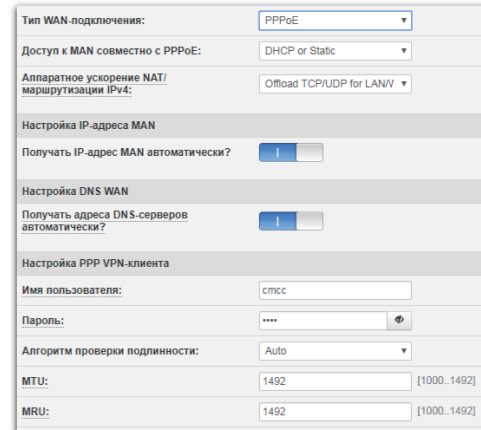 Тип WAN-подключения: PPPoE
Доступ к MAN совместно с PPPoE: DHCP or Static
Аппаратное ускорение NAT/
маршрутизации IPv4: Offload TCP/UDP for LAN/V
Настройка IP-адреса MAN
Получать IP-адрес MAN автоматически?
Настройка DNS WAN
Получать адреса DNS-серверов
автоматически?
Настройка PPP VPN-клиента
Имя пользователя: cmcc
Пароль: ••••
Алгоритм проверки подлинности: Auto
MTU: 1492 [1000..1492]
MRU: 1492 [1000..1492]